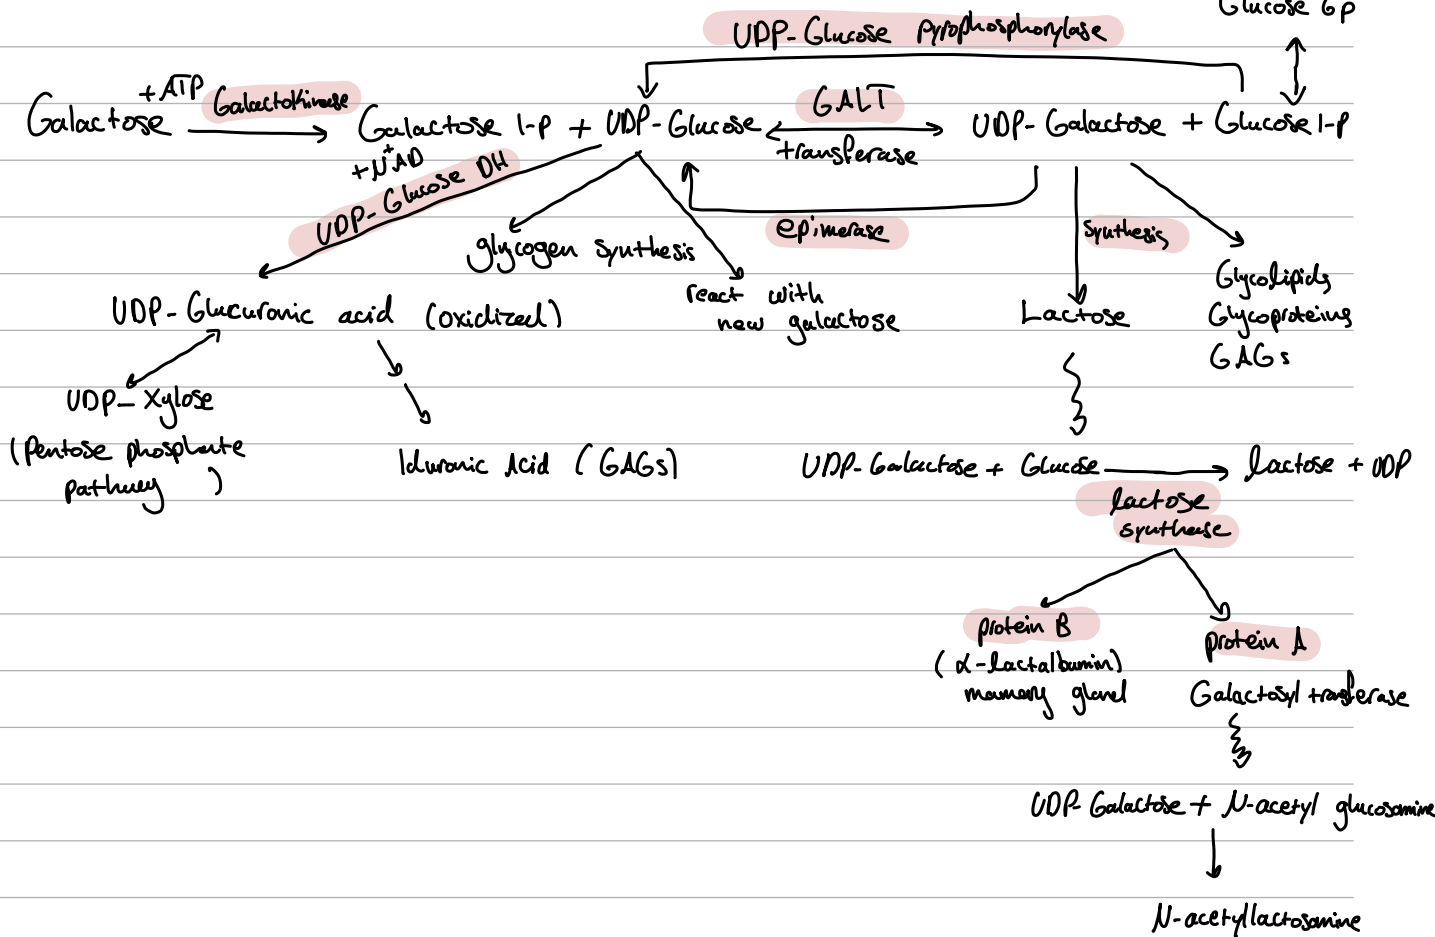 Glucose 6p
UDP-Glucose pyrophosphorylase
+ATP
Galactokinase
GALT
Galactose
Galactose 1-p + UDP-Glucose
UDP-Galactose + Glucose 1-p
transferase
+NAD+
UDP-Glucose DH
epimerase
synthesis
glycogen synthesis
Glycolipids
react with
new galactose
UDP-Glucuronic acid (oxidized)
Lactose
Glycoproteins
GAGs
UDP-Xylose
(Pentose phosphate
pathway)
Iduronic Acid (GAGs)
UDP-Galactose + Glucose
lactose + UDP
lactose
synthase
protein B
protein A
(α-lactalbumin)
mamary gland
Galactosyl transferase
UDP-Galactose + N-acetyl glucosamine
N-acetyllactosamine